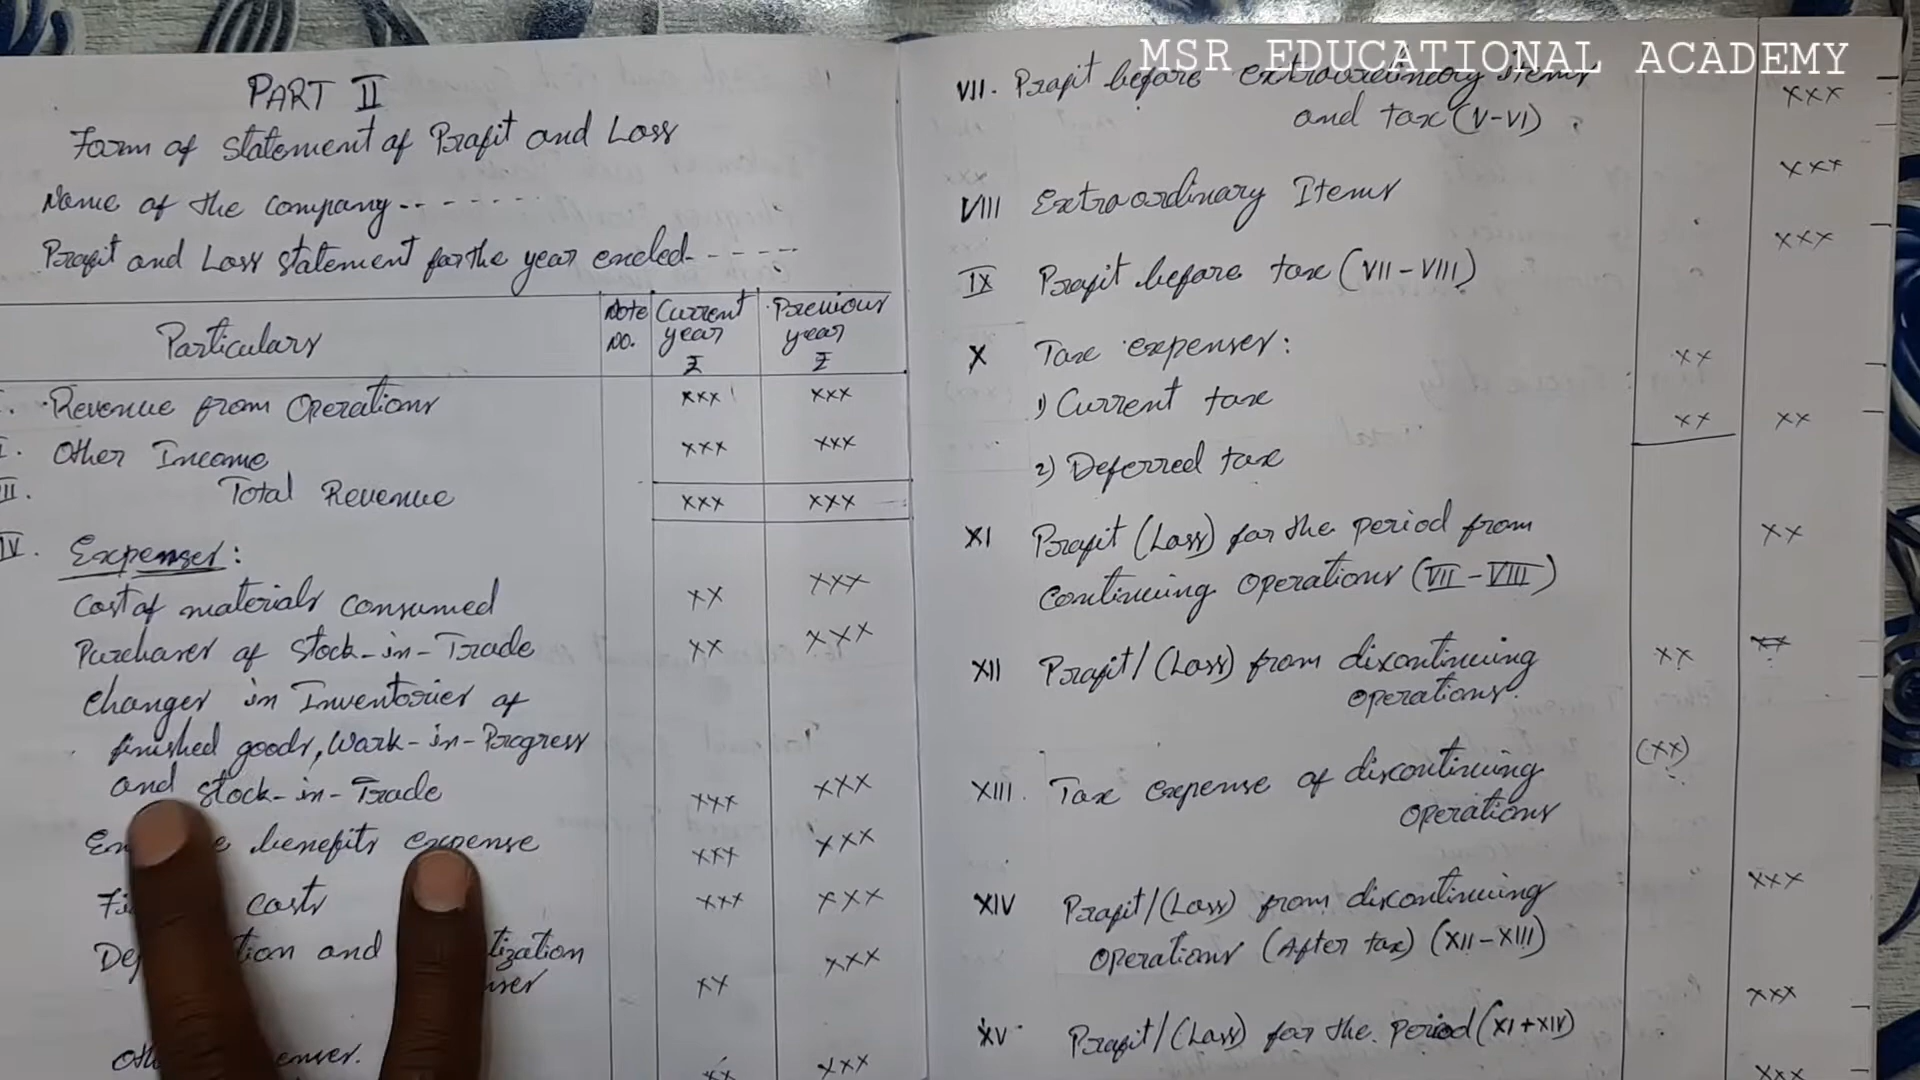 MSR EDUCATIONAL ACADEMY
PART II
Form of Statement of Profit and Loss
Name of the company - - - - - - -
Profit and Loss Statement for the year ended - - - - -
Particulars
Note No.
Current year ₹
Previous year ₹
Revenue from Operations xxx xxx
Other Income xxx xxx
Total Revenue xxx xxx
IV. Expenses:
Cost of materials consumed xx xxx
Purchases of Stock-in-Trade xx xxx
Changes in Inventories of
finished goods, Work-in-Progress
and Stock-in-Trade xxx xxx
benefits expense xxx xxx
costs xxx xxx
and xxx
xx
xx xxx
VII. Profit before extraordinary items xxx
and tax (V-VI)
xxx
VIII Extraordinary Items
xxx
IX Profit before tax (VII-VIII)
X Tax expenses: xx
1) Current tax
xx xx
2) Deferred tax
XI Profit (Loss) for the period from xx
continuing operations (VII-VIII)
XII Profit/(Loss) from discontinuing xx
operations.
(xx)
XIII. Tax expense of discontinuing
operations
XIV Profit/(Loss) from discontinuing xxx
operations (After tax) (XII-XIII)
xxx
XV Profit/(Loss) for the Period (XI+XIV)
xxx